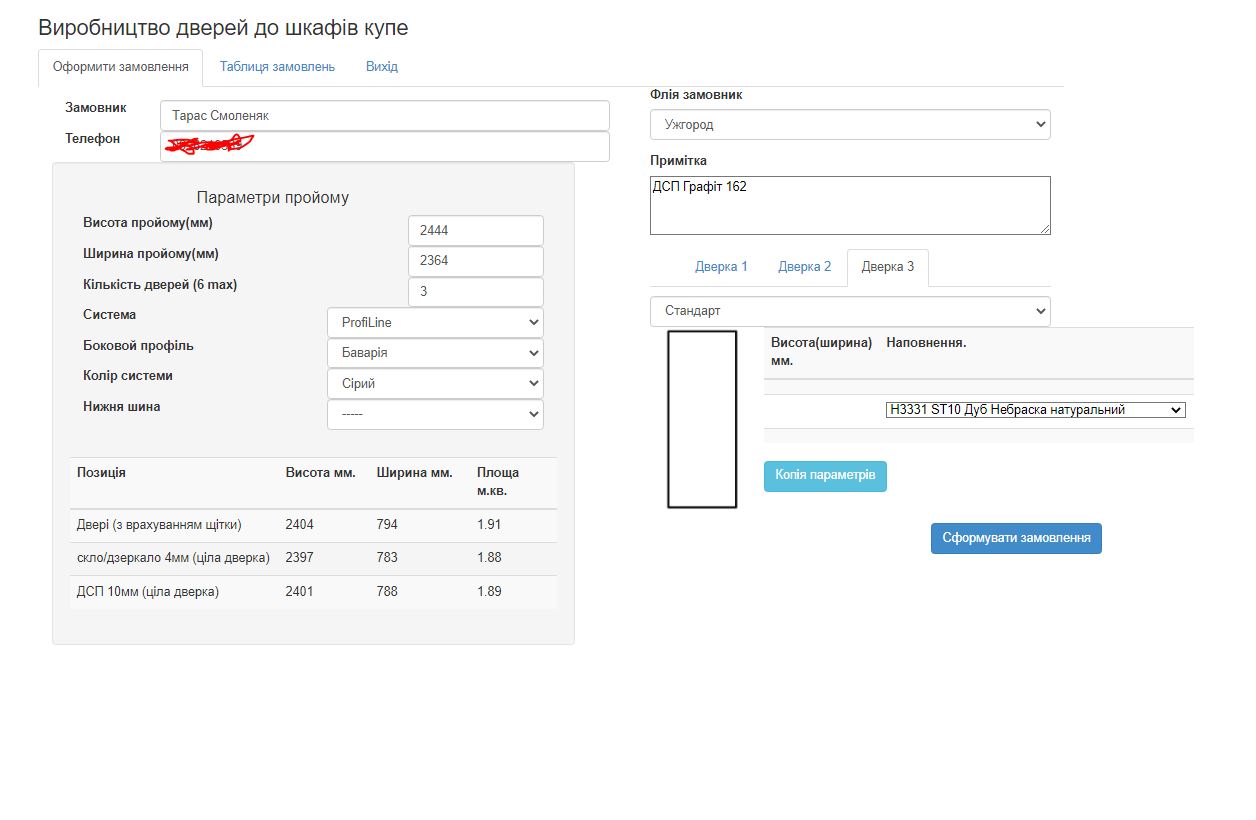 Виробництво дверей до шкафів купе
Оформити замовлення Таблиця замовлень Вихід
Замовник Тарас Смоленяк
Телефон
Параметри пройому
Висота пройому(мм) 2444
Ширина пройому(мм) 2364
Кількість дверей (6 max) 3
Система ProfiLine
Боковой профіль Баварія
Колір системи Сірий
Нижня шина -----
Позиція Висота мм. Ширина мм. Площа м.кв.
Двері (з врахуванням щітки) 2404 794 1.91
скло/дзеркало 4мм (ціла дверка) 2397 783 1.88
ДСП 10мм (ціла дверка) 2401 788 1.89
Флія замовник
Ужгород
Примітка
ДСП Графіт 162
Дверка 1 Дверка 2 Дверка 3
Стандарт
Висота(ширина) мм. Наповнення.
H3331 ST10 Дуб Небраска натуральний
Копія параметрів
Сформувати замовлення